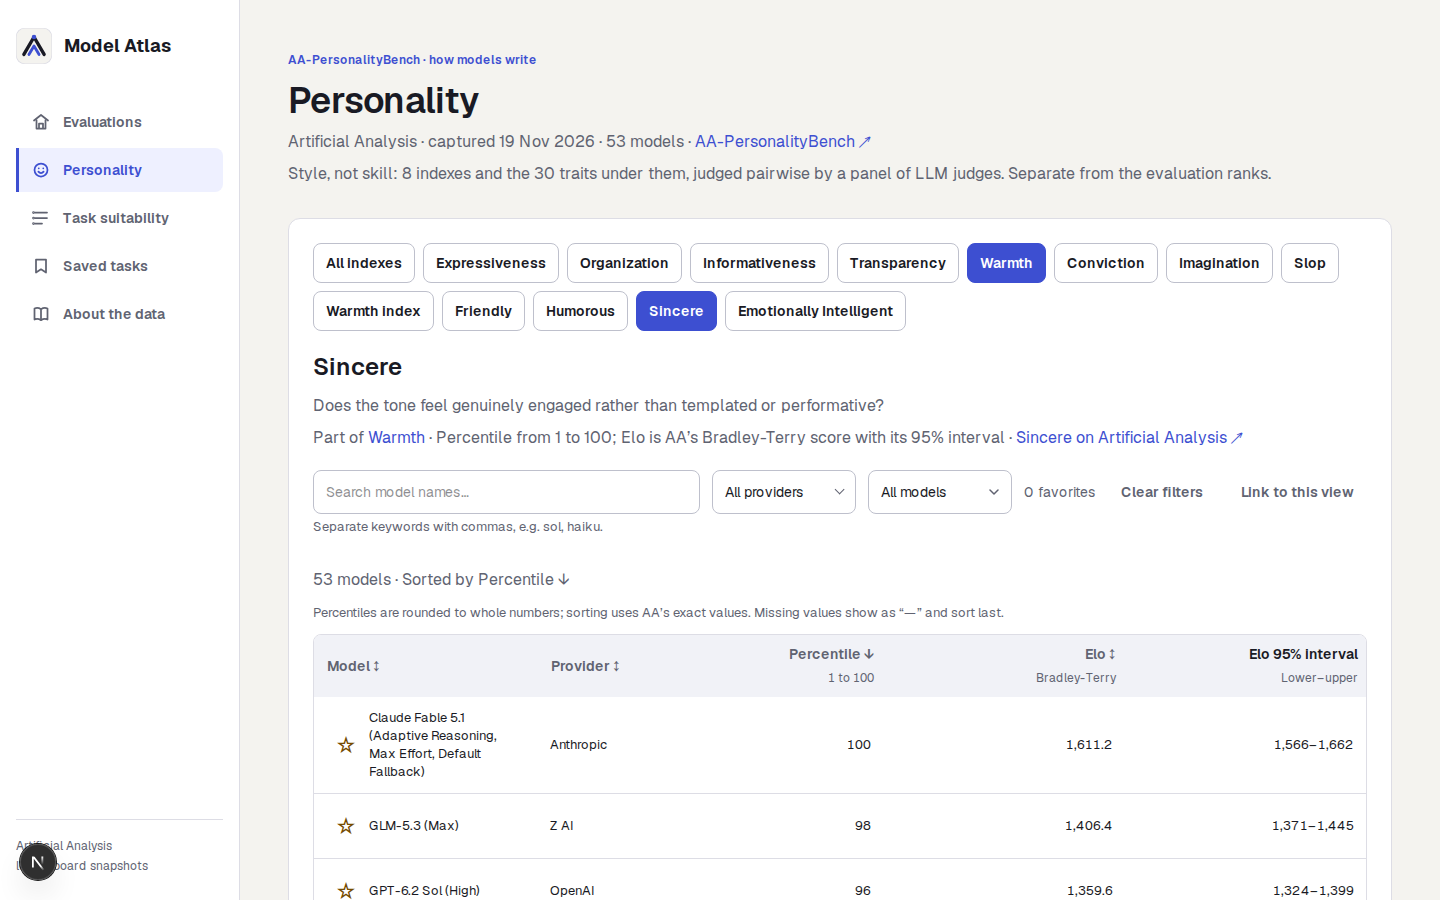 Model Atlas
Evaluations
Personality
Task suitability
Saved tasks
About the data
Artificial Analysis
board snapshots
N
AA-PersonalityBench · how models write
Personality
Artificial Analysis · captured 19 Nov 2026 · 53 models · AA-PersonalityBench ↗
Style, not skill: 8 indexes and the 30 traits under them, judged pairwise by a panel of LLM judges. Separate from the evaluation ranks.
All indexes Expressiveness Organization Informativeness Transparency Warmth Conviction Imagination Slop
Warmth index Friendly Humorous Sincere Emotionally intelligent
Sincere
Does the tone feel genuinely engaged rather than templated or performative?
Part of Warmth · Percentile from 1 to 100; Elo is AA’s Bradley-Terry score with its 95% interval · Sincere on Artificial Analysis ↗
Search model names… All providers All models 0 favorites Clear filters Link to this view
Separate keywords with commas, e.g. sol, haiku.
53 models · Sorted by Percentile ↓
Percentiles are rounded to whole numbers; sorting uses AA’s exact values. Missing values show as “—” and sort last.
Model ↕ Provider ↕ Percentile ↓ Elo ↕ Elo 95% interval
1 to 100 Bradley-Terry Lower–upper
Claude Fable 5.1
(Adaptive Reasoning,
Max Effort, Default
Fallback)
Anthropic 100 1,611.2 1,566–1,662
GLM-5.3 (Max) Z AI 98 1,406.4 1,371–1,445
GPT-6.2 Sol (High) OpenAI 96 1,359.6 1,324–1,399